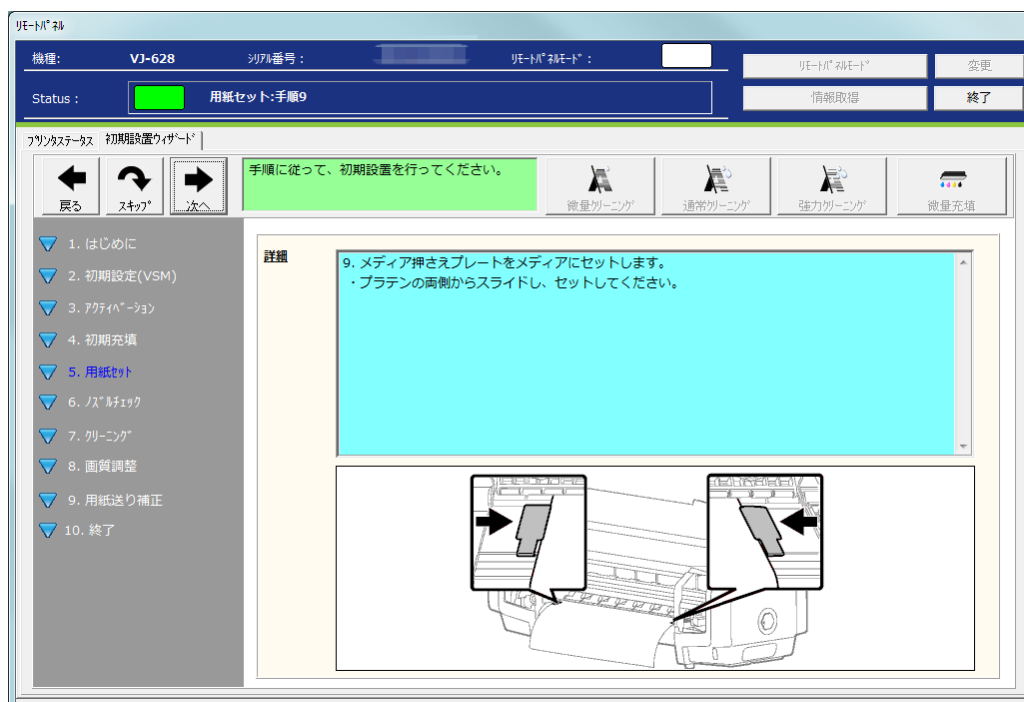 ﾘﾓｰﾄﾊﾟﾈﾙ
機種:
VJ-628
ｼﾘｱﾙ番号：
ﾘﾓｰﾄﾊﾟﾈﾙﾓｰﾄﾞ：
ﾘﾓｰﾄﾊﾟﾈﾙﾓｰﾄﾞ
変更
Status：
用紙セット:手順9
情報取得
終了
ﾌﾟﾘﾝﾀｽﾃｰﾀｽ
初期設置ｳｨｻﾞｰﾄﾞ
戻る
ｽｷｯﾌﾟ
次へ
手順に従って、初期設置を行ってください。
微量ｸﾘｰﾆﾝｸﾞ
通常ｸﾘｰﾆﾝｸﾞ
強力ｸﾘｰﾆﾝｸﾞ
微量充填
1. はじめに
2. 初期設定(VSM)
3. ｱｸﾃｨﾍﾞｰｼｮﾝ
4. 初期充填
5. 用紙ｾｯﾄ
6. ﾉｽﾞﾙﾁｪｯｸ
7. ｸﾘｰﾆﾝｸﾞ
8. 画質調整
9. 用紙送り補正
10. 終了
詳細
9. メディア押さえプレートをメディアにセットします。
・プラテンの両側からスライドし、セットしてください。